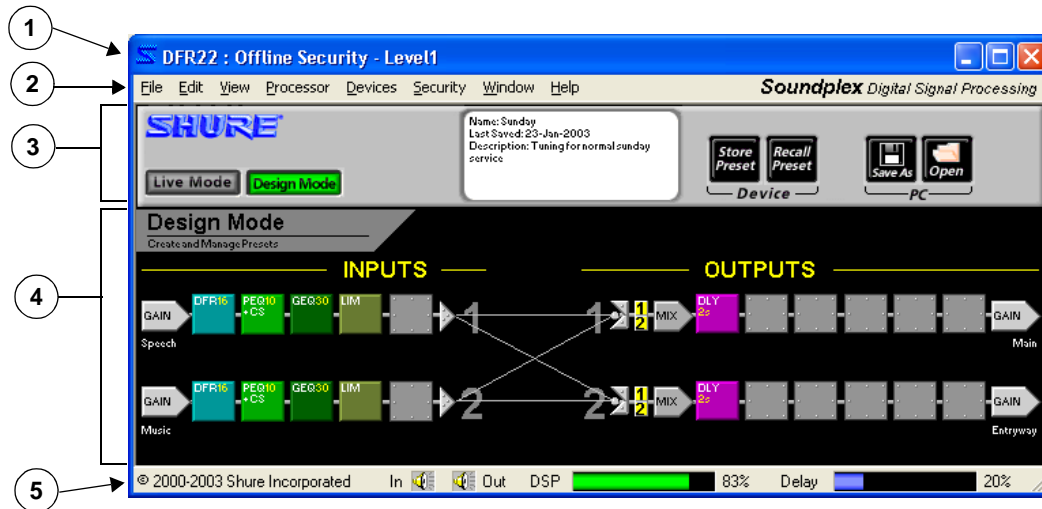 1
DFR22 : Offline Security - Level1
2
File Edit View Processor Devices Security Window Help
Soundplex Digital Signal Processing
3
SHURE
Live Mode
Design Mode
Name: Sunday
Last Saved: 23-Jan-2003
Description: Tuning for normal sunday
service
Store
Preset
Recall
Preset
Device
Save As
Open
PC
4
Design Mode
Create and Manage Presets
INPUTS
OUTPUTS
GAIN
DFR16
PEQ10
+CS
GEQ30
LIM
1
1
1
2
MIX
DLY
2s
GAIN
Speech
Main
GAIN
DFR16
PEQ10
+CS
GEQ30
LIM
2
2
1
2
MIX
DLY
2s
GAIN
Music
Entryway
5
© 2000-2003 Shure Incorporated In Out DSP 83% Delay 20%